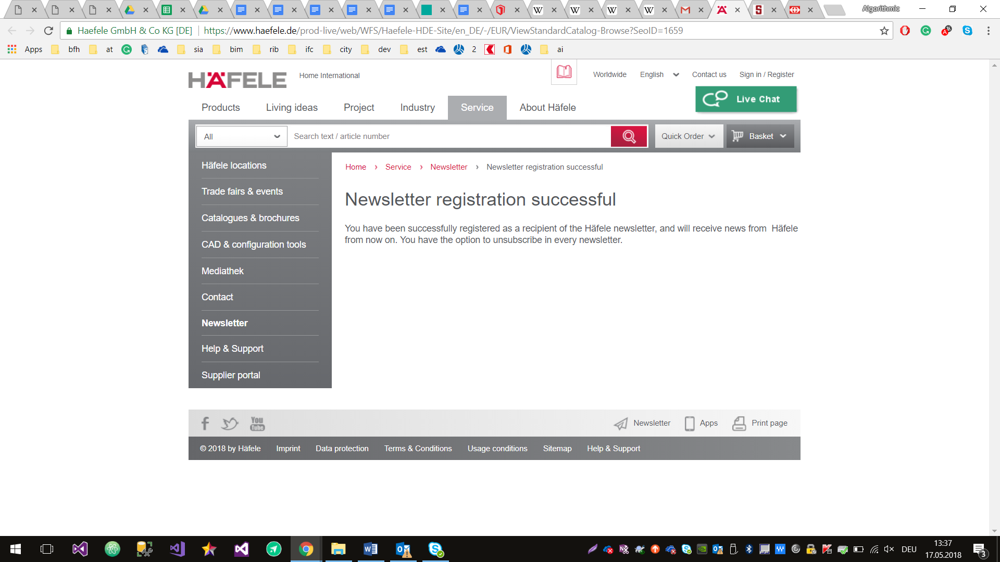 Algorithmic
Haefele GmbH & Co KG [DE] https://www.haefele.de/prod-live/web/WFS/Haefele-HDE-Site/en_DE/-/EUR/ViewStandardCatalog-Browse?SeoID=1659
Apps bfh at sia bim rib ifc city dev est 2 ai
HÄFELE Home International Worldwide English Contact us Sign in / Register
Live Chat
Products Living ideas Project Industry Service About Häfele
All Search text / article number Quick Order Basket
Häfele locations
Trade fairs & events
Catalogues & brochures
CAD & configuration tools
Mediathek
Contact
Newsletter
Help & Support
Supplier portal
Home › Service › Newsletter › Newsletter registration successful
Newsletter registration successful
You have been successfully registered as a recipient of the Häfele newsletter, and will receive news from Häfele
from now on. You have the option to unsubscribe in every newsletter.
You Tube Newsletter Apps Print page
© 2018 by Häfele Imprint Data protection Terms & Conditions Usage conditions Sitemap Help & Support
DEU 13:37
17.05.2018 3